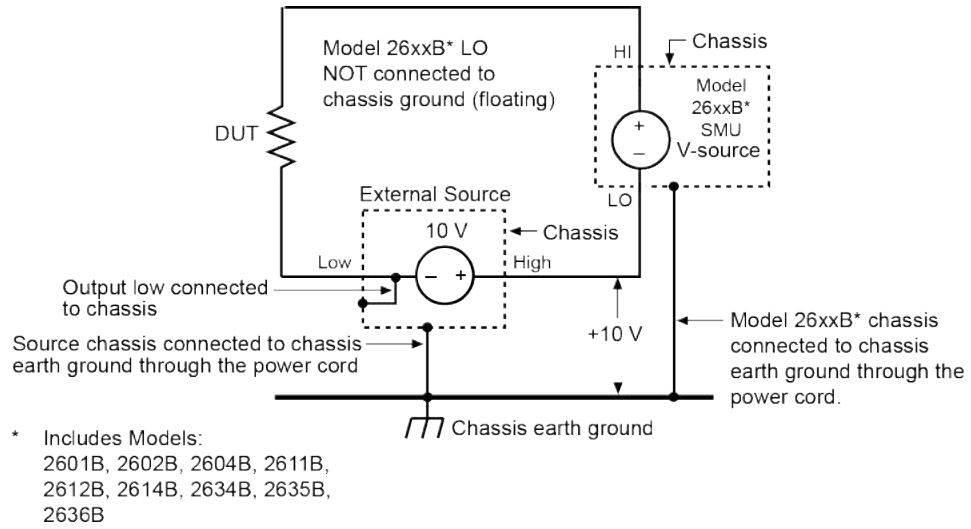 Model 26xxB* LO
NOT connected to
chassis ground (floating)
HI
Chassis
Model
26xxB*
SMU
V-source
+
–
LO
DUT
External Source
10 V
Chassis
Low
– +
High
Output low connected
to chassis
+10 V
Source chassis connected to chassis
earth ground through the power cord
Model 26xxB* chassis
connected to chassis
earth ground through the
power cord.
Chassis earth ground
* Includes Models:
2601B, 2602B, 2604B, 2611B,
2612B, 2614B, 2634B, 2635B,
2636B